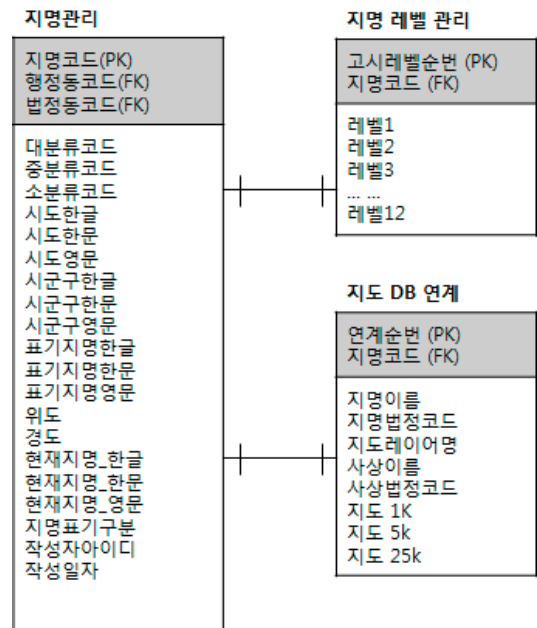 지명관리
지명코드(PK)
행정동코드(FK)
법정동코드(FK)
대분류코드
중분류코드
소분류코드
시도한글
시도한문
시도영문
시군구한글
시군구한문
시군구영문
표기지명한글
표기지명한문
표기지명영문
위도
경도
현재지명_한글
현재지명_한문
현재지명_영문
지명표기구분
작성자아이디
작성일자
지명 레벨 관리
고시레벨순번 (PK)
지명코드 (FK)
레벨1
레벨2
레벨3
... ...
레벨12
지도 DB 연계
연계순번 (PK)
지명코드 (FK)
지명이름
지명법정코드
지도레이어명
사상이름
사상법정코드
지도 1K
지도 5k
지도 25k